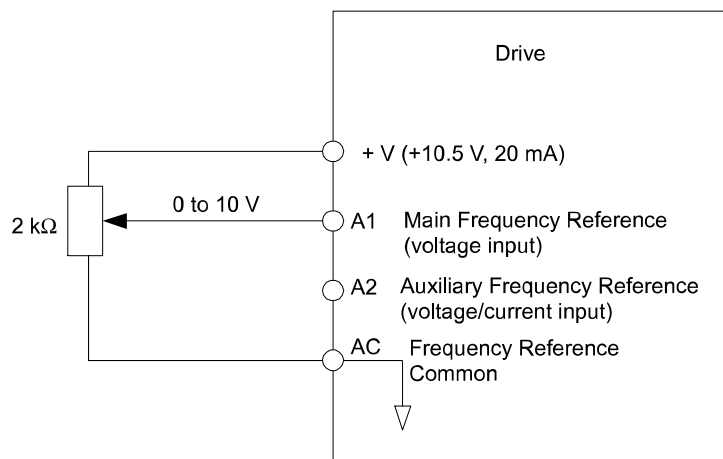 Drive
+ V (+10.5 V, 20 mA)
0 to 10 V
2 kΩ
A1 Main Frequency Reference
(voltage input)
A2 Auxiliary Frequency Reference
(voltage/current input)
AC Frequency Reference
Common